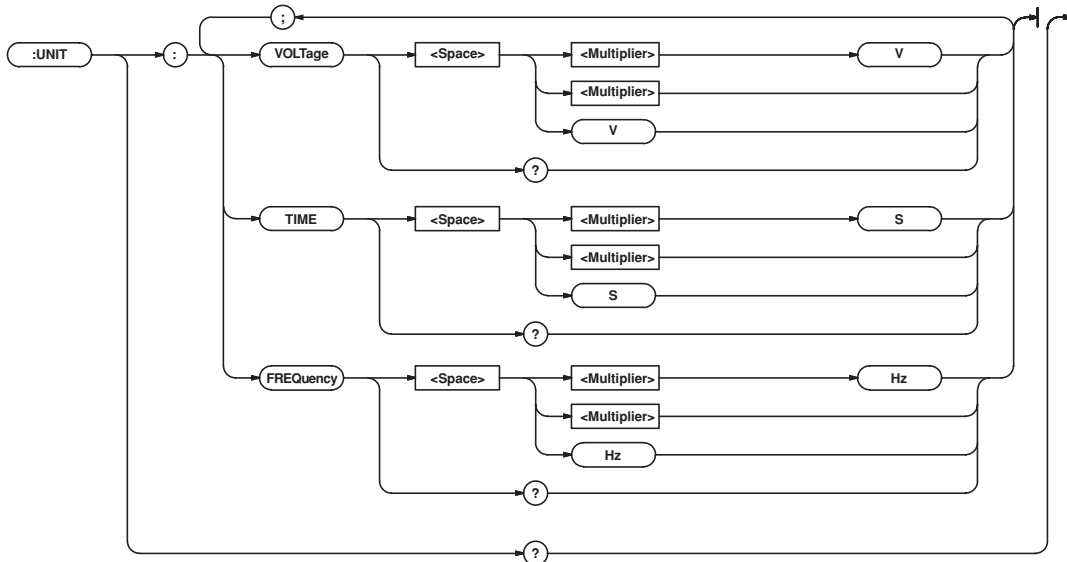 ;
:UNIT : VOLTage <Space> <Multiplier> V
<Multiplier>
V
?
TIME <Space> <Multiplier> S
<Multiplier>
S
?
FREQuency <Space> <Multiplier> Hz
<Multiplier>
Hz
?
?